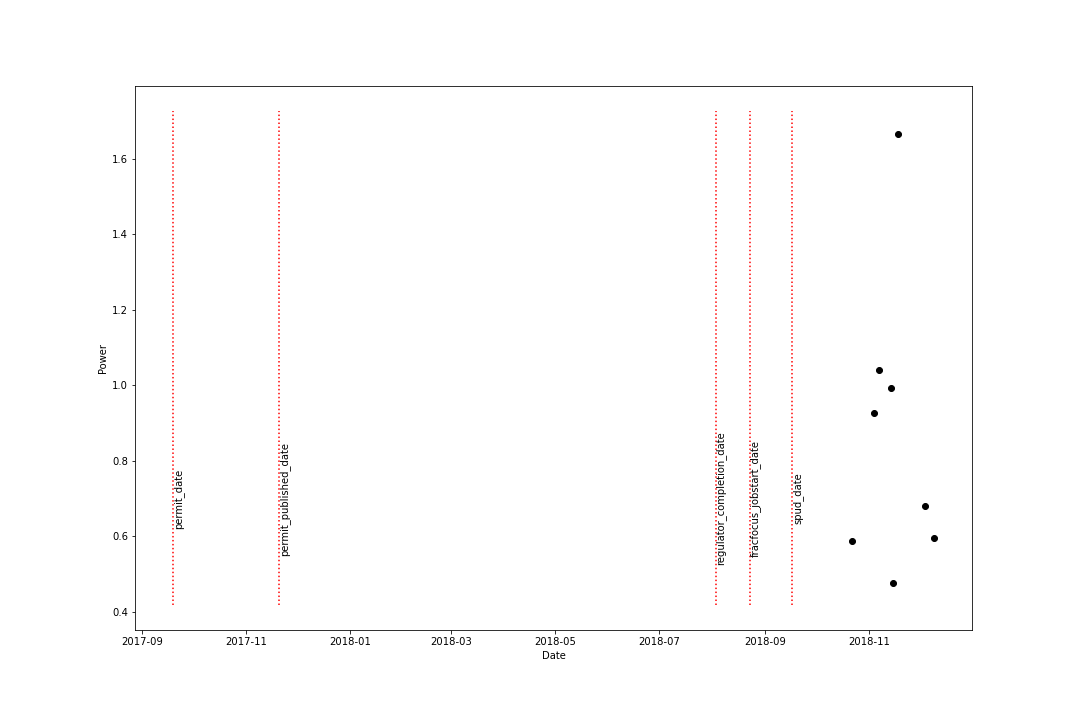 1.6
1.4
1.2
1.0
0.8
0.6
0.4
Power
permit_date
permit_published_date
regulator_completion_date
fracfocus_jobstart_date
spud_date
2017-09 2017-11 2018-01 2018-03 2018-05 2018-07 2018-09 2018-11
Date